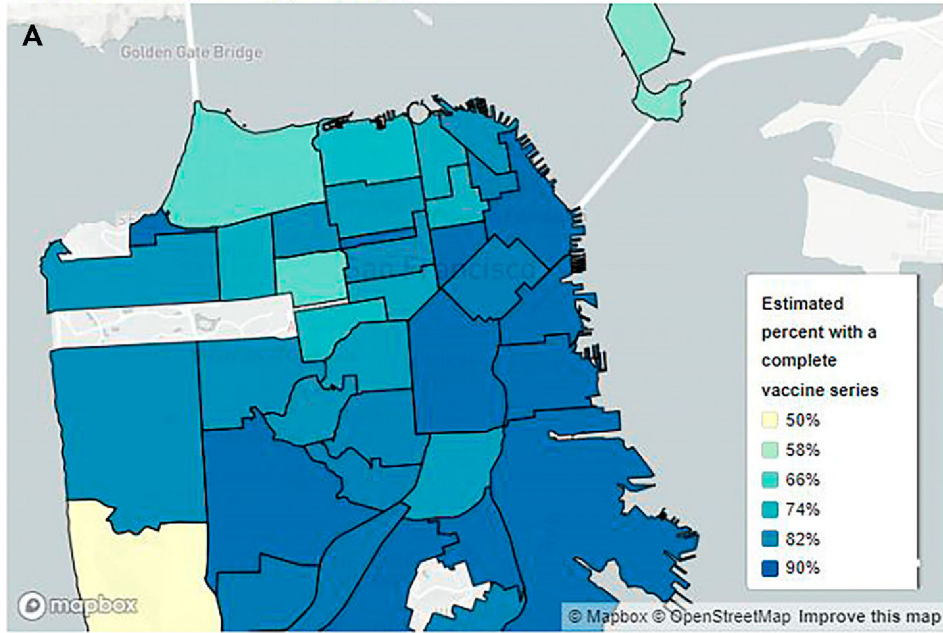 A
Golden Gate Bridge
San Francisco
Estimated
percent with a
complete
vaccine series
50%
58%
66%
74%
82%
90%
mapbox
© Mapbox © OpenStreetMap Improve this map